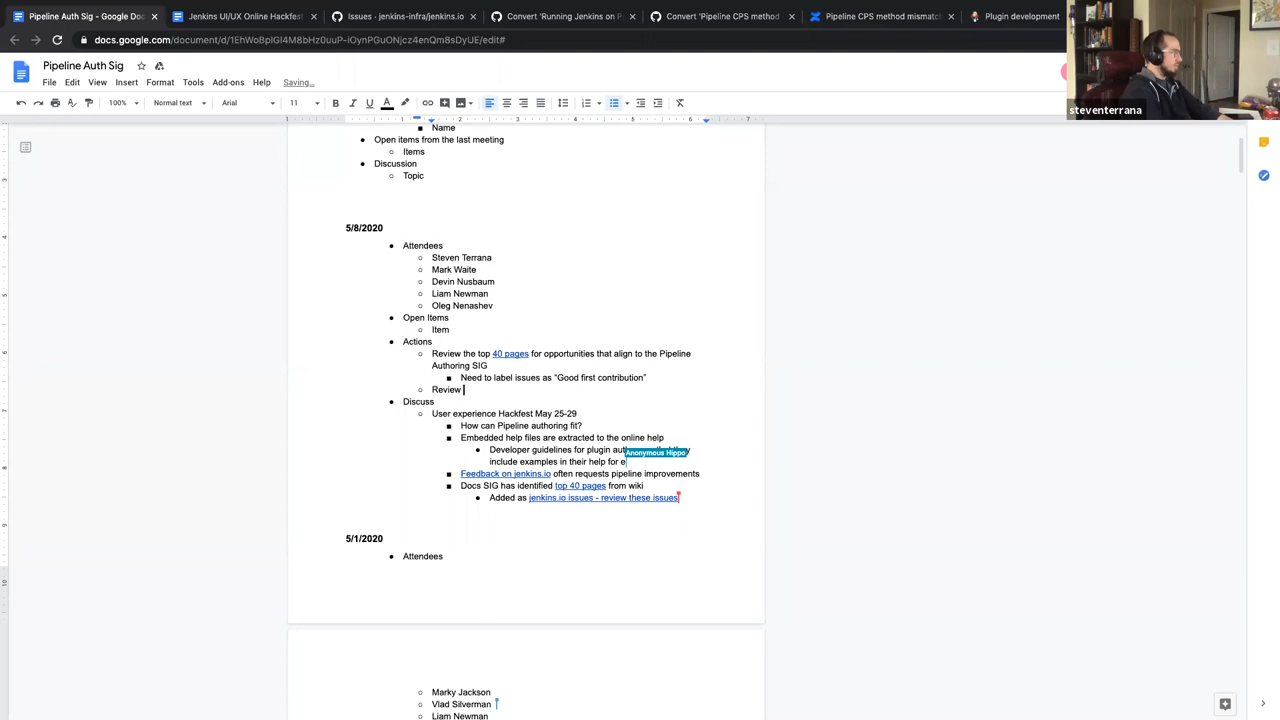 Pipeline Auth Sig - Google Doc
Jenkins UI/UX Online Hackfest
Issues · jenkins-infra/jenkins.io
Convert 'Running Jenkins on P
Convert 'Pipeline CPS method
Pipeline CPS method mismatch
Plugin development
docs.google.com/document/d/1EhWoBplGl4M8bHz0uuP-iOynPGuONjcz4enQm8sDyUE/edit#
Pipeline Auth Sig
File Edit View Insert Format Tools Add-ons Help Saving...
100% Normal text Arial 11
steventerrana
Name
Open items from the last meeting
Items
Discussion
Topic
5/8/2020
Attendees
Steven Terrana
Mark Waite
Devin Nusbaum
Liam Newman
Oleg Nenashev
Open Items
Item
Actions
Review the top 40 pages for opportunities that align to the Pipeline
Authoring SIG
Need to label issues as “Good first contribution”
Review
Discuss
User experience Hackfest May 25-29
How can Pipeline authoring fit?
Embedded help files are extracted to the online help
Developer guidelines for plugin
Anonymous Hippo
include examples in their help for e
Feedback on jenkins.io often requests pipeline improvements
Docs SIG has identified top 40 pages from wiki
Added as jenkins.io issues - review these issues
5/1/2020
Attendees
Marky Jackson
Vlad Silverman
Liam Newman